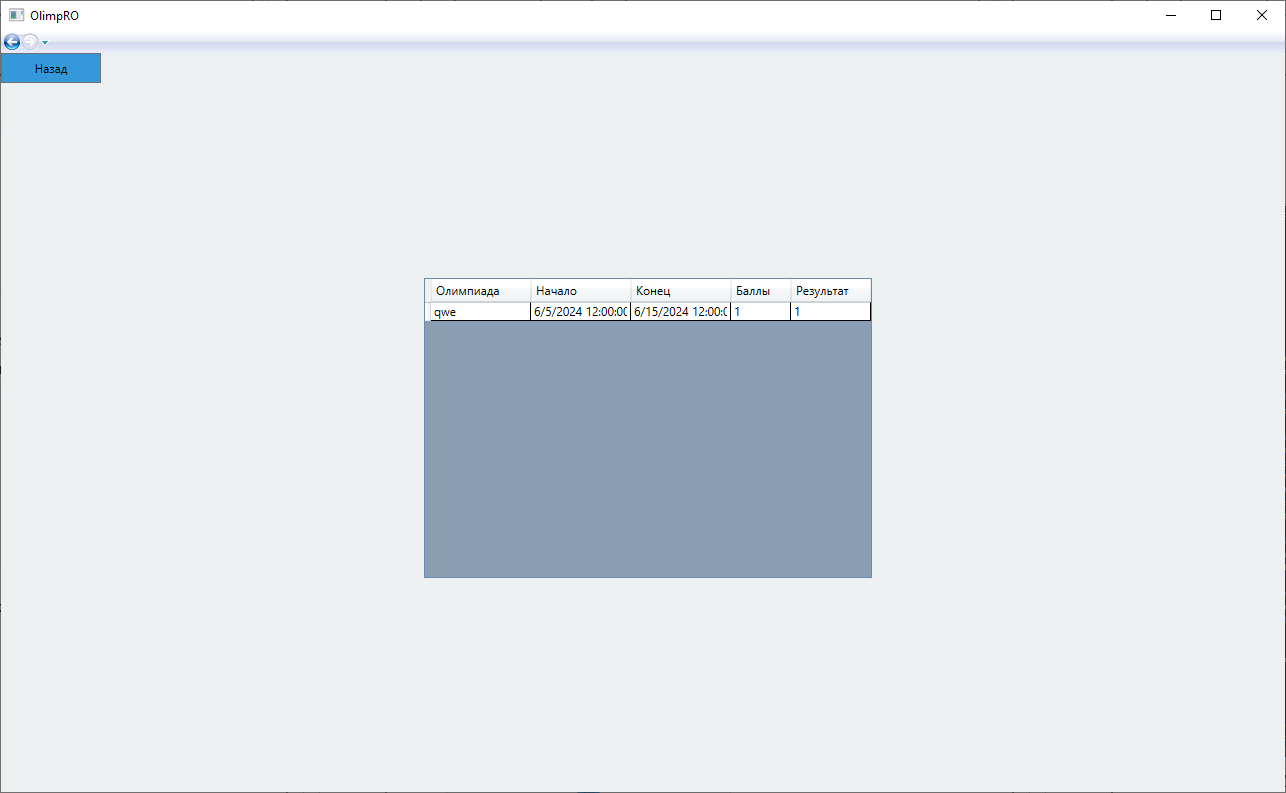 OlimpRO
Назад
Олимпиада Начало Конец Баллы Результат
qwe 6/5/2024 12:00:00 6/15/2024 12:00:0 1 1